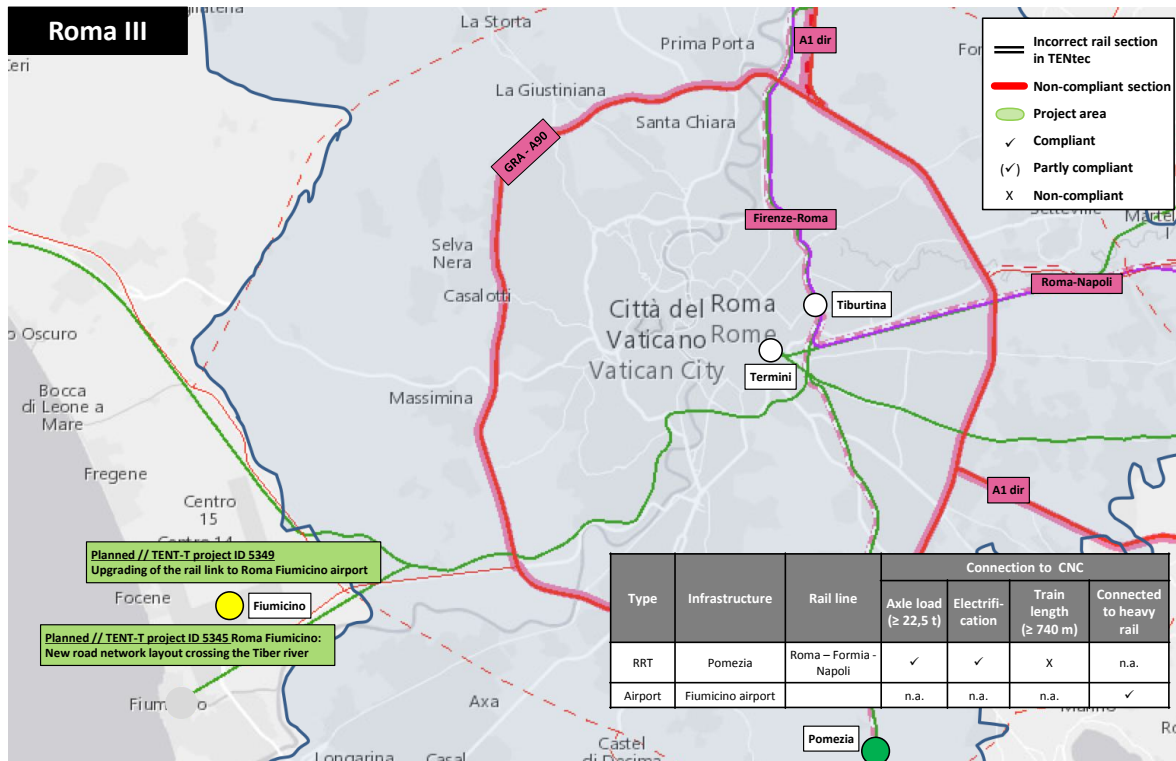 Roma III
La Storta
Prima Porta
A1 dir
La Giustiniana
Santa Chiara
GRA - A90
Incorrect rail section
in TENtec
Non-compliant section
Project area
✓ Compliant
(✓) Partly compliant
X Non-compliant
Selva
Nera
Casalotti
Firenze-Roma
Roma-Napoli
Città del
Vaticano
Vatican City
Roma
Rome
Tiburtina
Termini
o Oscuro
Bocca
di Leone a
Mare
Massimina
Fregene
Centro
15
A1 dir
Planned // TENT-T project ID 5349
Upgrading of the rail link to Roma Fiumicino airport
Focene
Fiumicino
Planned // TENT-T project ID 5345 Roma Fiumicino:
New road network layout crossing the Tiber river
Axa
Castel
Pomezia
Type Infrastructure Rail line Connection to CNC
Axle load
(≥ 22,5 t)
Electrifi-
cation
Train
length
(≥ 740 m)
Connected
to heavy
rail
RRT Pomezia Roma – Formia -
Napoli ✓ ✓ X n.a.
Airport Fiumicino airport n.a. n.a. n.a. ✓